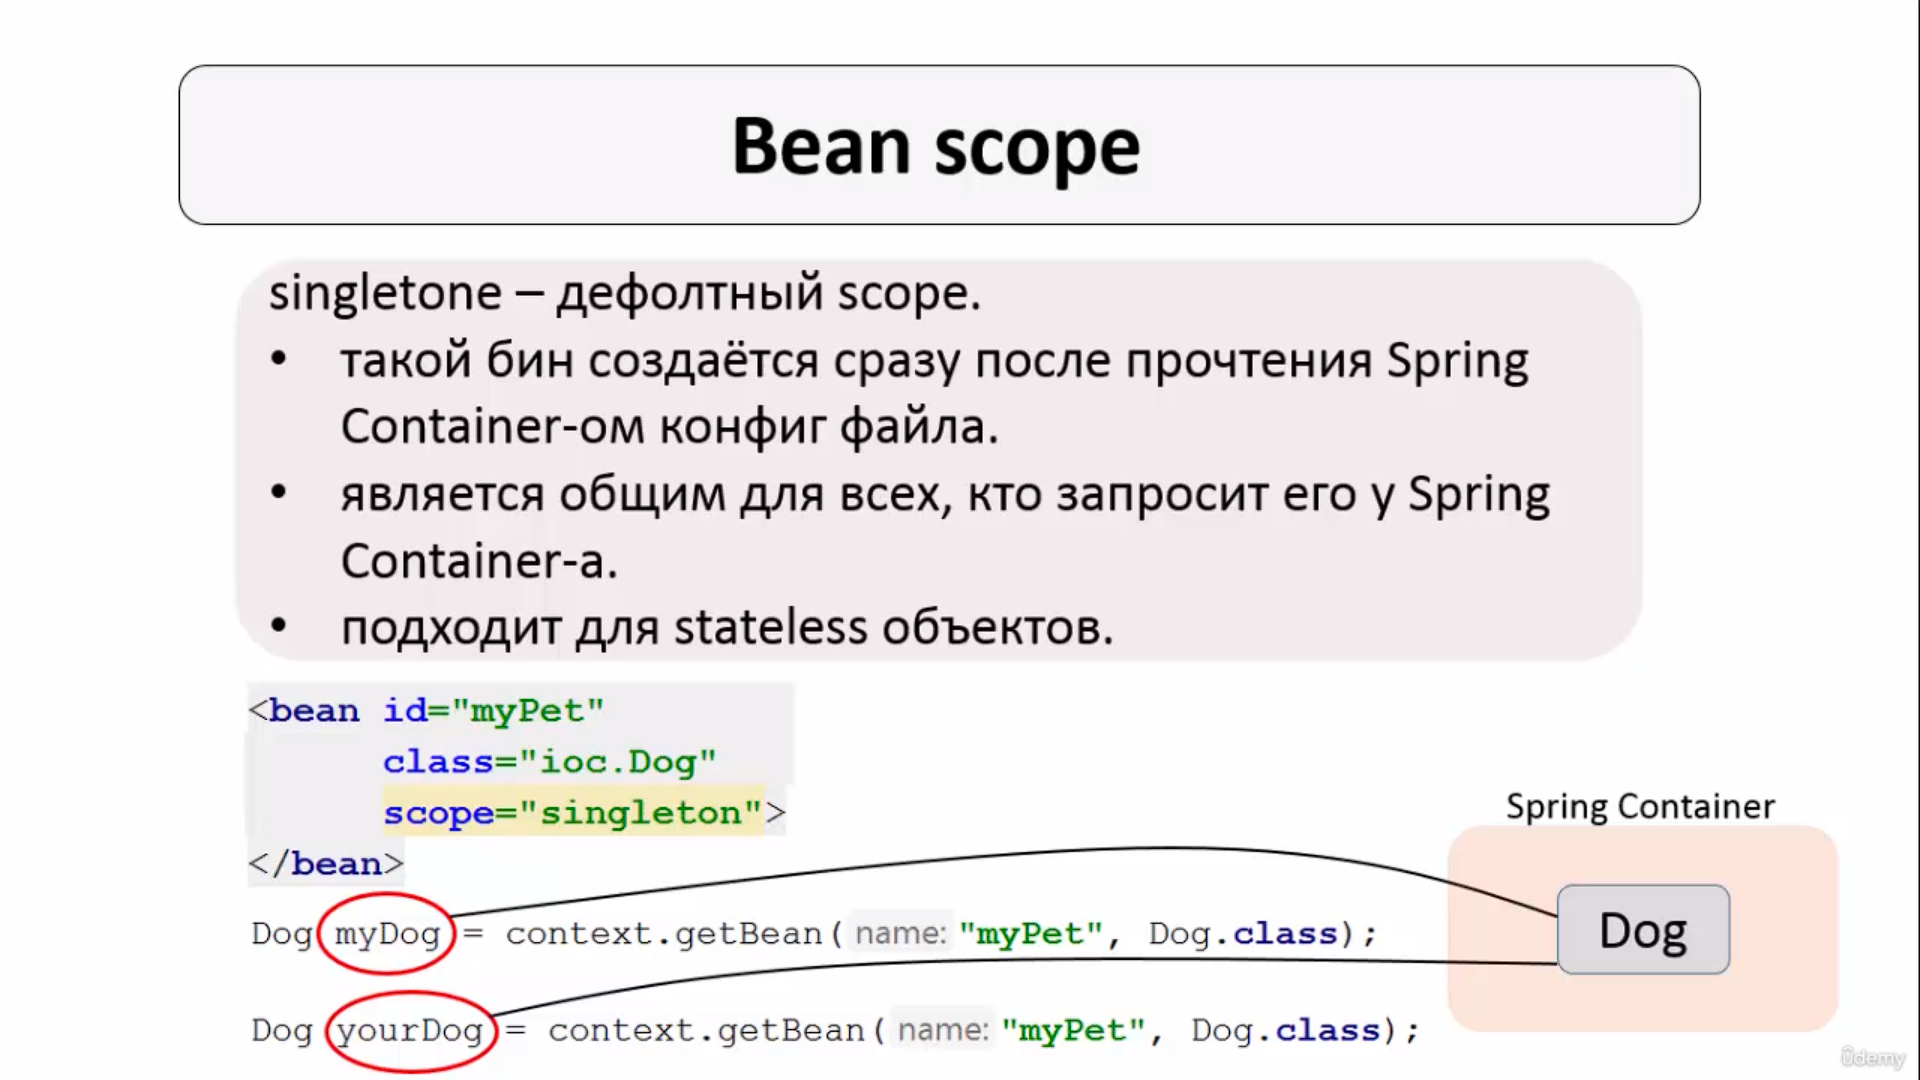 Bean scope
singletone – дефолтный scope.
• такой бин создаётся сразу после прочтения Spring
Container-ом конфиг файла.
• является общим для всех, кто запросит его у Spring
Container-а.
• подходит для stateless объектов.
<bean id="myPet"
class="ioc.Dog"
scope="singleton">
</bean>
Spring Container
Dog
Dog myDog = context.getBean( name: "myPet", Dog.class);
Dog yourDog = context.getBean( name: "myPet", Dog.class);
ûdemy